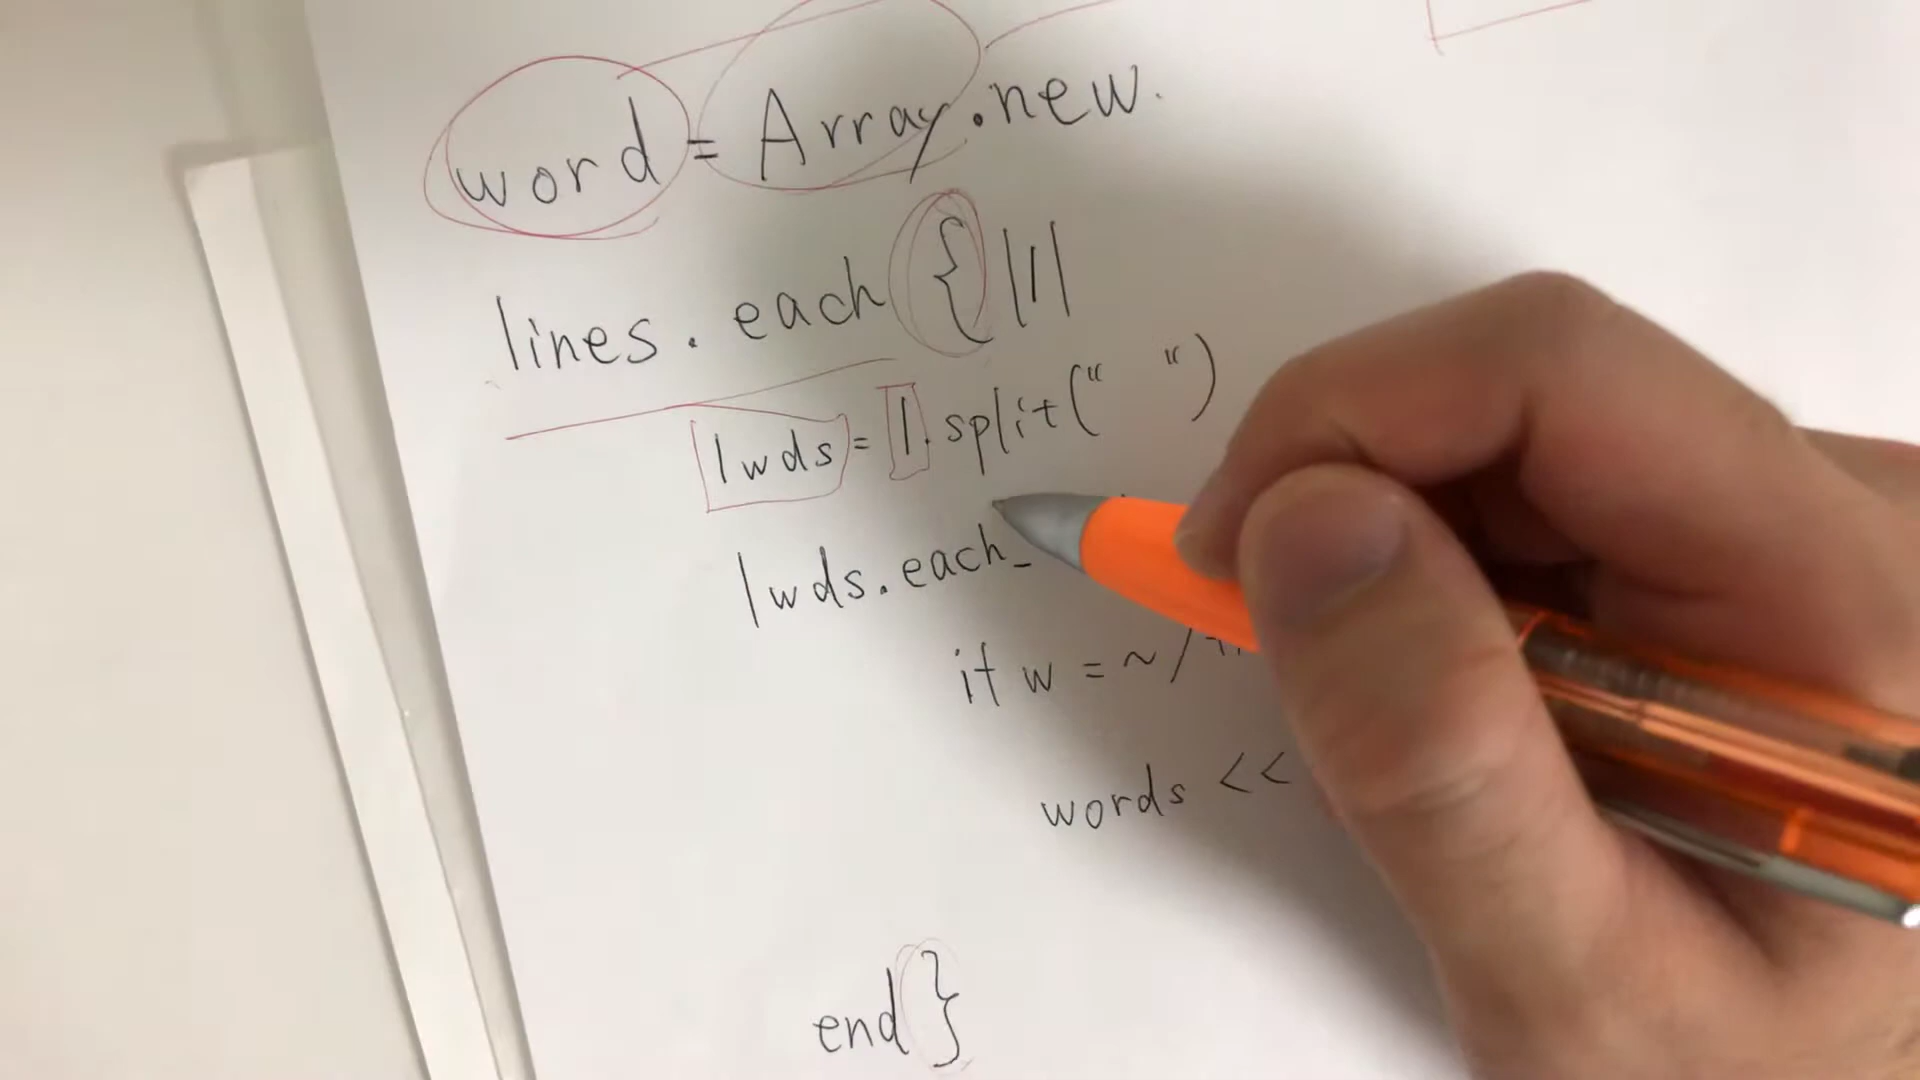 word = Array.new.
lines.each { |l|
lwds = l.split(" ")
lwds.each_
if w = ~/
words <<
end }